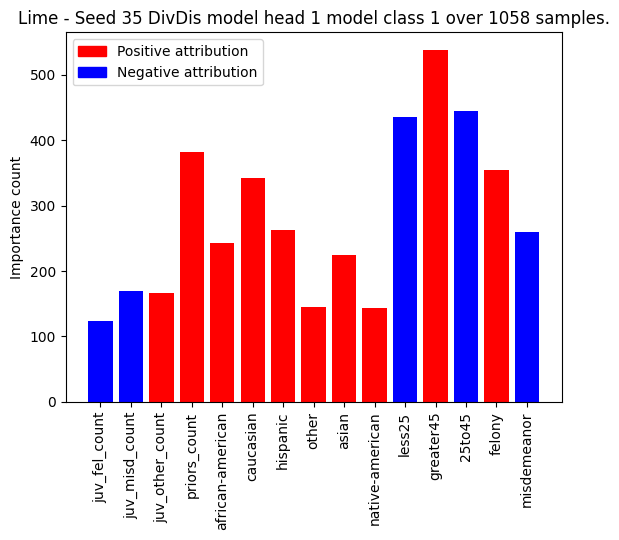 Lime - Seed 35 DivDis model head 1 model class 1 over 1058 samples.
Positive attribution
Negative attribution
Importance count
500
400
300
200
100
0
juv_fel_count
juv_misd_count
juv_other_count
priors_count
african-american
caucasian
hispanic
other
asian
native-american
less25
greater45
25to45
felony
misdemeanor